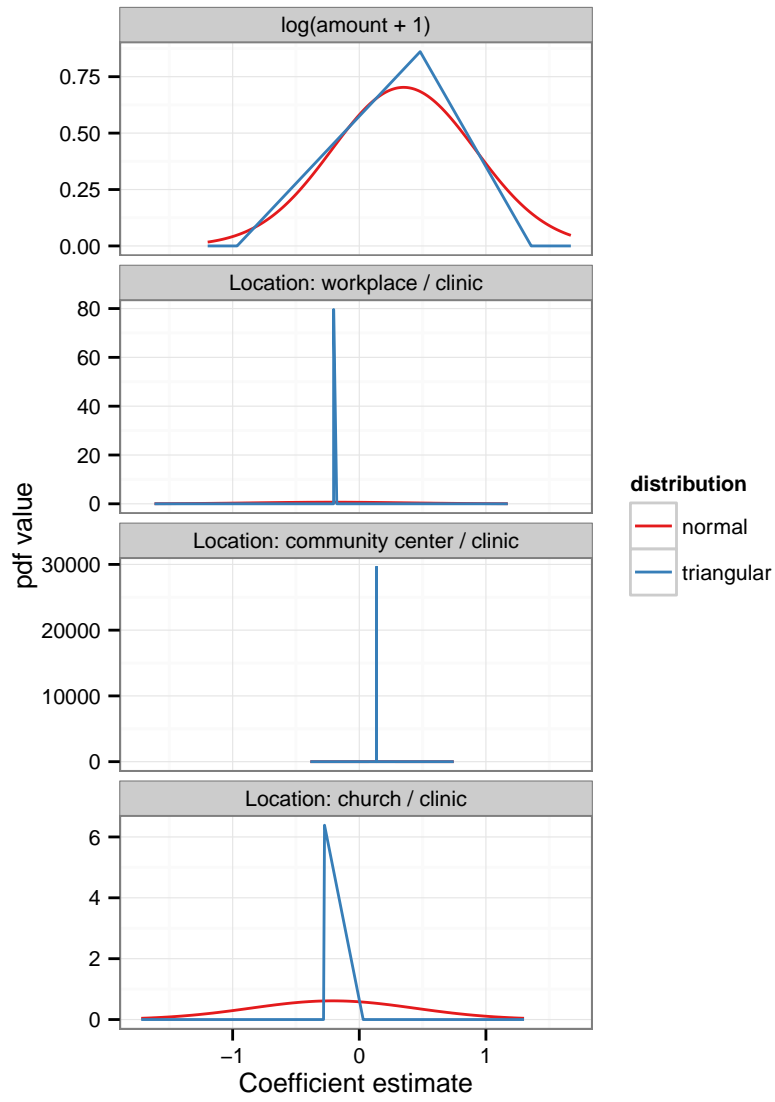 log(amount + 1)
0.75
0.50
0.25
0.00
Location: workplace / clinic
80
60
40
20
0
Location: community center / clinic
30000
20000
10000
0
Location: church / clinic
6
4
2
0
−1 0 1
Coefficient estimate
pdf value
distribution
normal
triangular